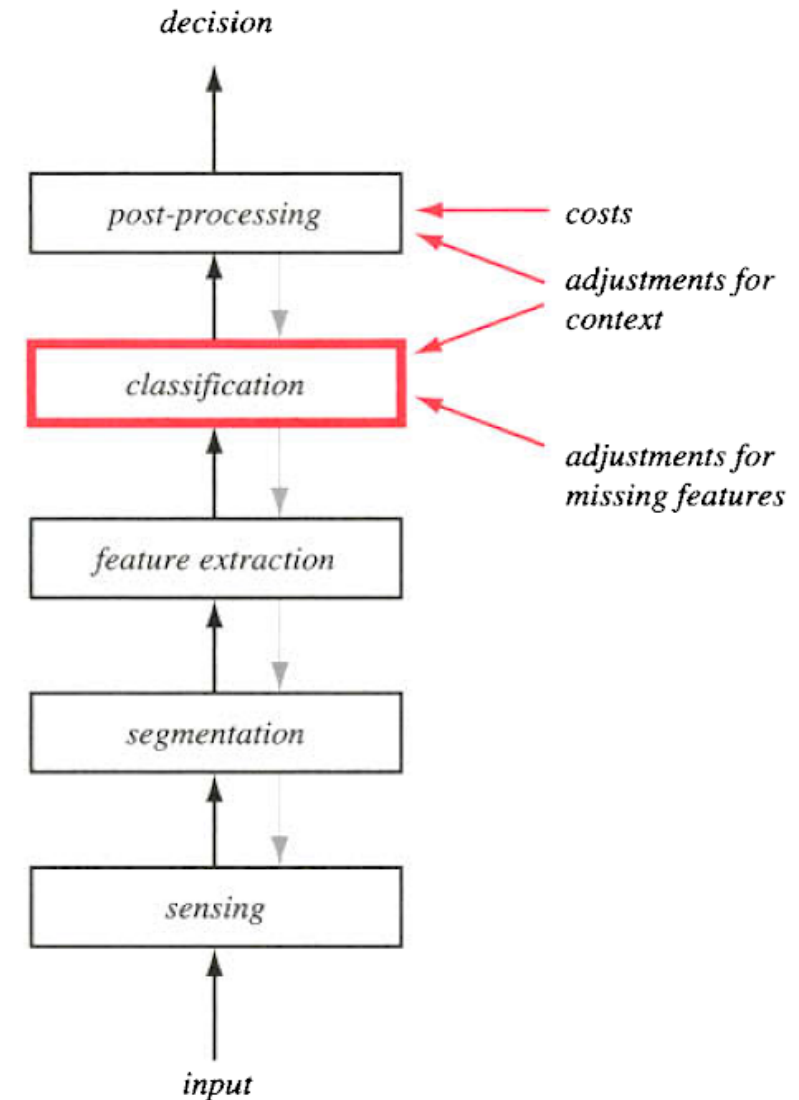 decision
post-processing
costs
adjustments for
context
classification
adjustments for
missing features
feature extraction
segmentation
sensing
input